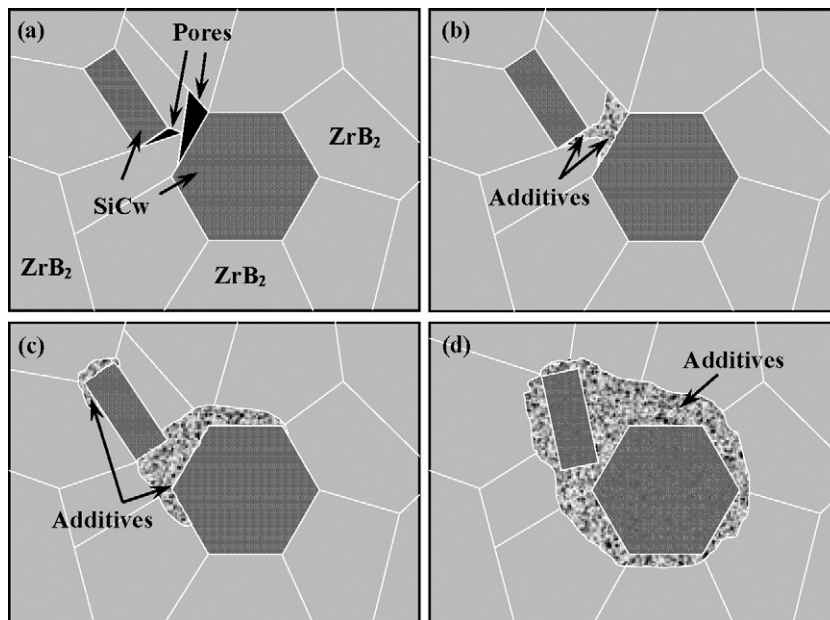 (a)
Pores
ZrB₂
SiCw
ZrB₂
ZrB₂
(b)
Additives
(c)
Additives
(d)
Additives